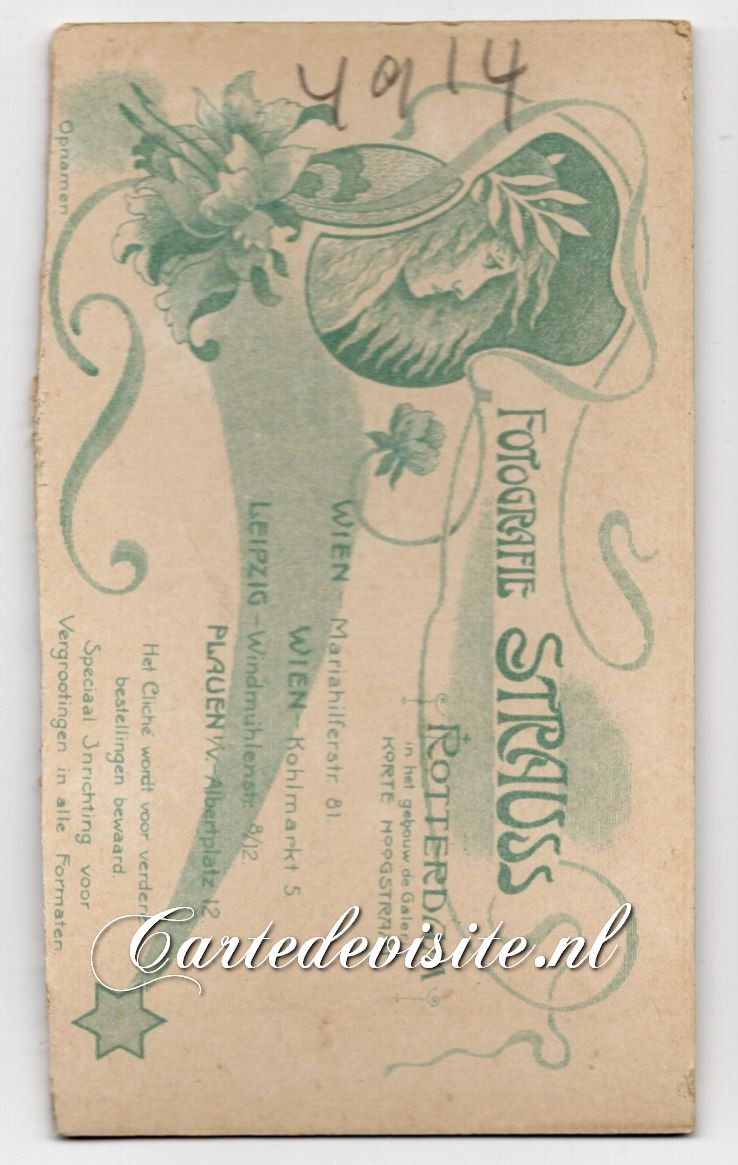 4914
FOTOGRAFIE STRAUSS
ROTTERDAM
in het gebouw de
KORTE HOOGSTRA
WIEN - Mariahilferstr. 81
WIEN - Kohlmarkt 5
LEIPZIG - Windmühlenstr. 8/12.
PLAUEN i/V. Albertplatz 12.
Het Cliché wordt voor verder
bestellingen bewaard.
Speciaal Inrichting voor
Vergrootingen in alle Formaten
Opnamen
Cartedevisite.nl